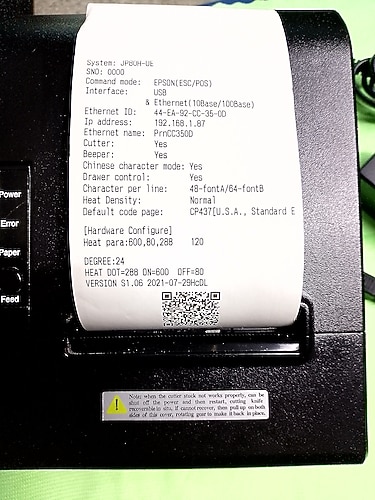 System: JP80H-UE
SNO: 0000
Command mode: EPSON(ESC/POS)
Interface: USB
& Ethernet(10Base/100Base)
Ethernet ID: 44-EA-92-CC-35-0D
Ip address: 192.168.1.87
Ethernet name: PrnCC350D
Cutter: Yes
Beeper: Yes
Chinese character mode: Yes
Drawer control: Yes
Character per line: 48-fontA/64-fontB
Heat Density: Normal
Default code page: CP437[U.S.A., Standard E
[Hardware Configure]
Heat para:600,80,288 120
DEGREE:24
HEAT DOT=288 ON=600 OFF=80
VERSION S1.06 2021-07-29HdDL
Power
Error
Paper
Feed
Note: when the cutter stuck not works properly, can be
shut off the power and then restart, cutting knife
recoverable in situ, if cannot recover, then pull up on both
sides of this cover, rotating gear to make it back in place.